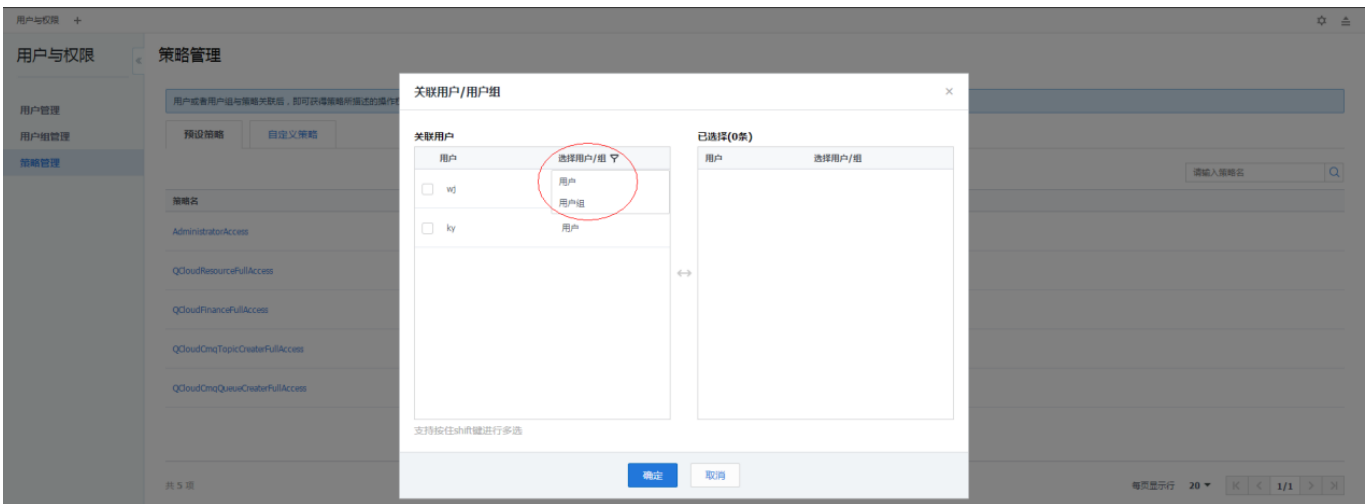 用户与权限 +
用户与权限
策略管理
用户管理
用户组管理
策略管理
用户或者用户组与策略关联后，即可获得策略所描述的操作权
预设策略 自定义策略
请输入策略名
策略名
AdministratorAccess
QCloudResourceFullAccess
QCloudFinanceFullAccess
QCloudCmqTopicCreaterFullAccess
QCloudCmqQueueCreaterFullAccess
共 5 项
每页显示行 20 1/1
关联用户/用户组 ×
关联用户
用户 选择用户/组
wj
用户
用户组
ky 用户
支持按住shift键进行多选
已选择(0条)
用户 选择用户/组
确定 取消